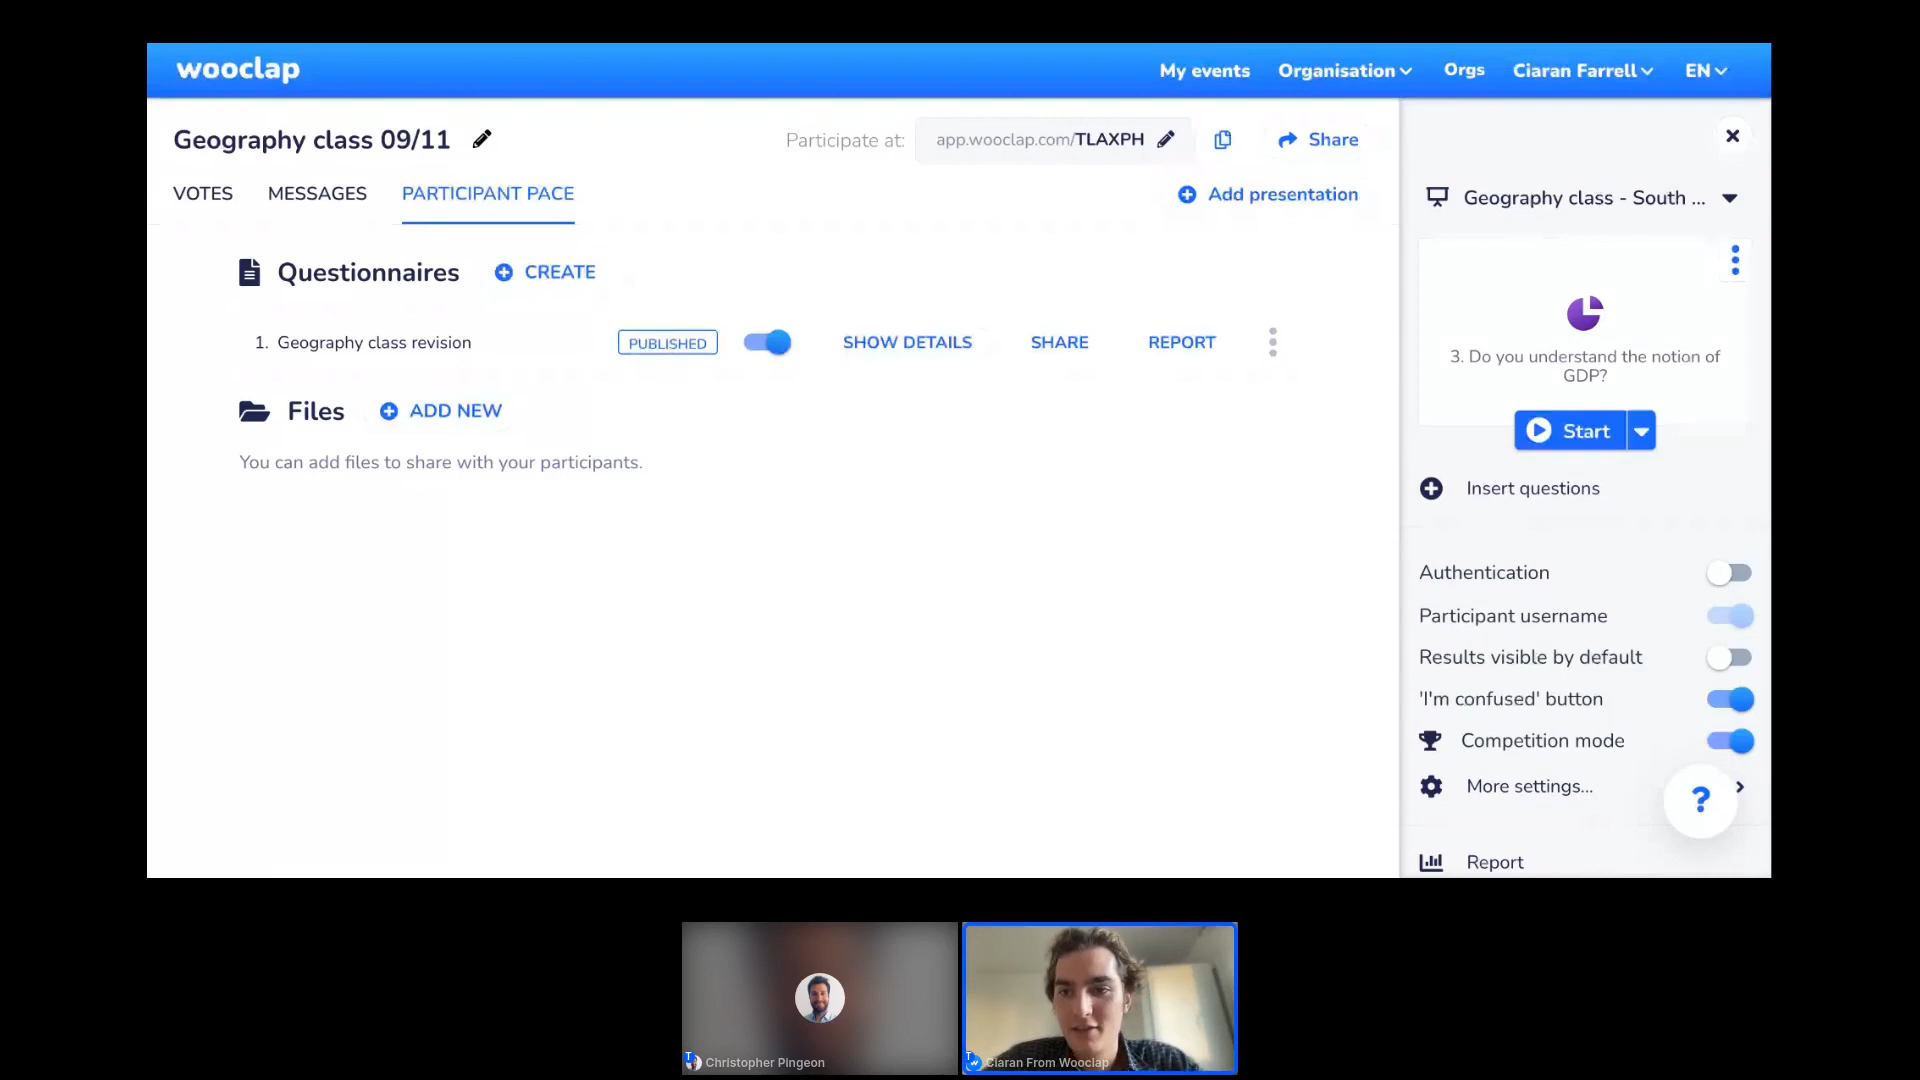 wooclap
My events Organisation Orgs Ciaran Farrell EN
Geography class 09/11
Participate at: app.wooclap.com/TLAXPH Share
VOTES MESSAGES PARTICIPANT PACE
Add presentation
Questionnaires CREATE
1. Geography class revision PUBLISHED SHOW DETAILS SHARE REPORT
Files ADD NEW
You can add files to share with your participants.
Geography class - South ...
3. Do you understand the notion of
GDP?
Start
Insert questions
Authentication
Participant username
Results visible by default
'I'm confused' button
Competition mode
More settings...
?
Report
T Christopher Pingeon
T Ciaran From Wooclap